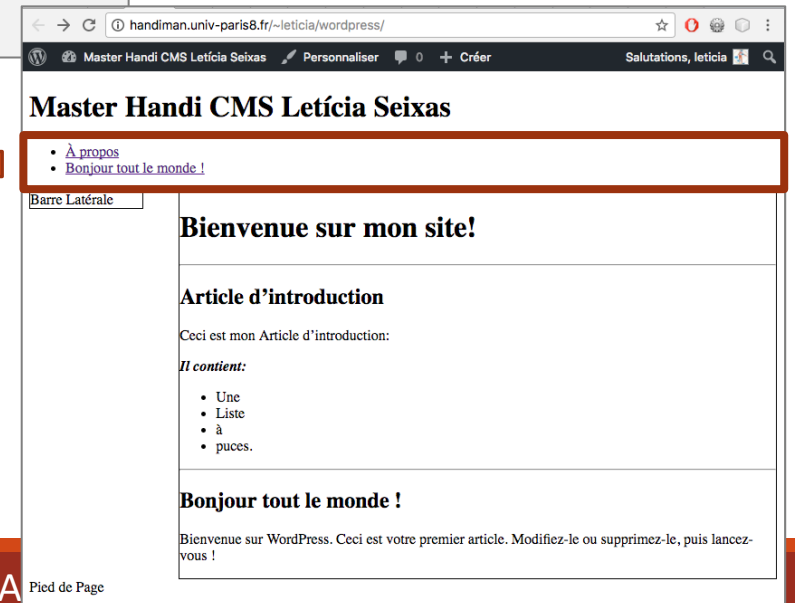 handiman.univ-paris8.fr/~leticia/wordpress/
Master Handi CMS Letícia Seixas Personnaliser 0 Créer Salutations, leticia
Master Handi CMS Letícia Seixas
À propos
Bonjour tout le monde !
Barre Latérale
Bienvenue sur mon site!
Article d’introduction
Ceci est mon Article d’introduction:
Il contient:
Une
Liste
à
puces.
Bonjour tout le monde !
Bienvenue sur WordPress. Ceci est votre premier article. Modifiez-le ou supprimez-le, puis lancez-
vous !
A
Pied de Page